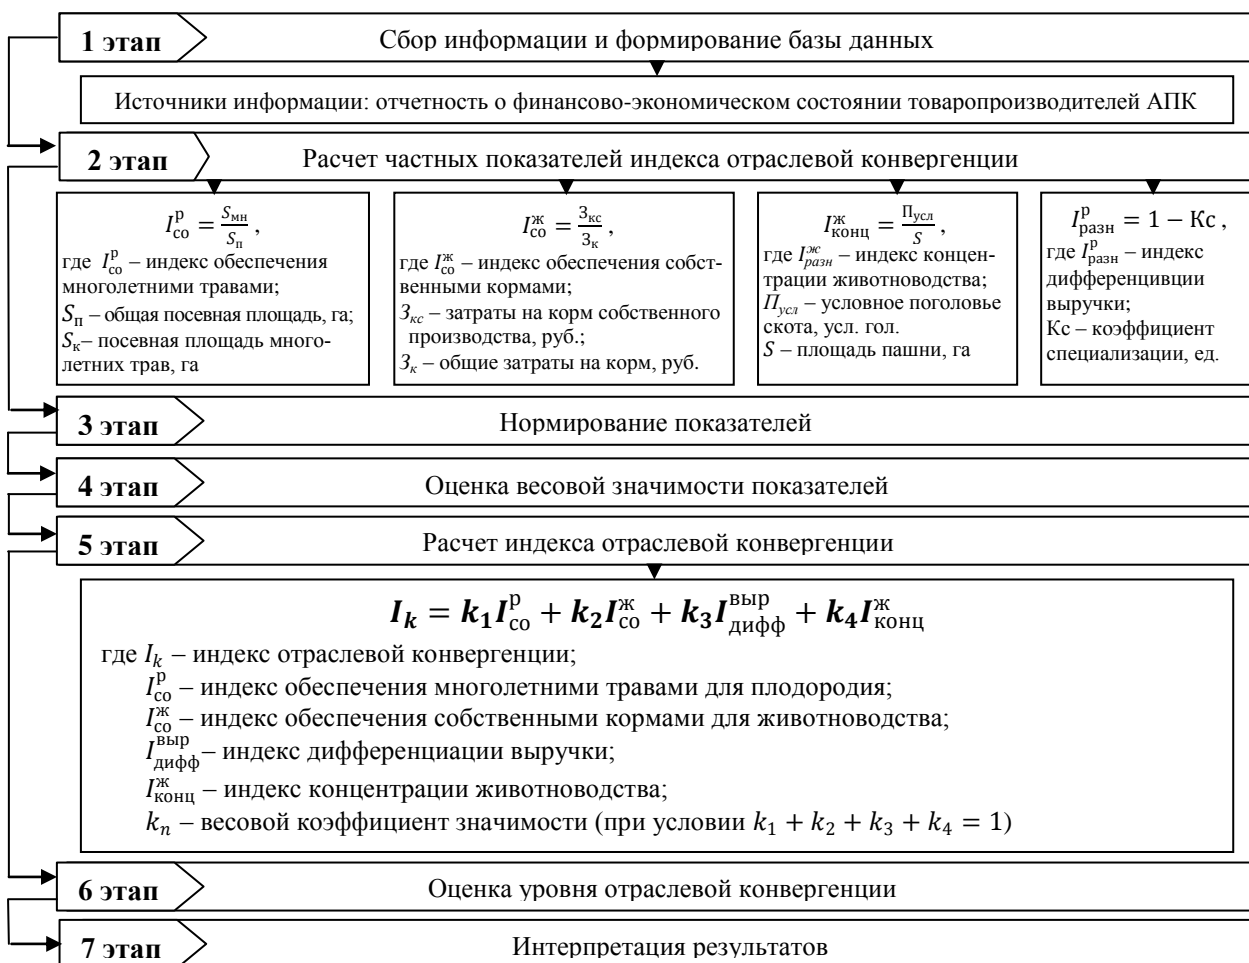 1 этап
Сбор информации и формирование базы данных
Источники информации: отчетность о финансово-экономическом состоянии товаропроизводителей АПК
2 этап
Расчет частных показателей индекса отраслевой конвергенции
I_со^р = S_мн / S_п ,
где I_со^р – индекс обеспечения
многолетними травами;
S_п – общая посевная площадь, га;
S_к – посевная площадь много-
летних трав, га
I_со^ж = З_кс / З_к ,
где I_со^ж – индекс обеспечения собст-
венными кормами;
З_кс – затраты на корм собственного
производства, руб.;
З_к – общие затраты на корм, руб.
I_конц^ж = П_усл / S ,
где I_разн^ж – индекс концен-
трации животноводства;
П_усл – условное поголовье
скота, усл. гол.
S – площадь пашни, га
I_разн^р = 1 − Кс ,
где I_разн^р – индекс
дифференцивции
выручки;
Кс – коэффициент
специализации, ед.
3 этап
Нормирование показателей
4 этап
Оценка весовой значимости показателей
5 этап
Расчет индекса отраслевой конвергенции
I_k = k_1 I_со^р + k_2 I_со^ж + k_3 I_дифф^выр + k_4 I_конц^ж
где I_k – индекс отраслевой конвергенции;
I_со^р – индекс обеспечения многолетними травами для плодородия;
I_со^ж – индекс обеспечения собственными кормами для животноводства;
I_дифф^выр – индекс дифференциации выручки;
I_конц^ж – индекс концентрации животноводства;
k_n – весовой коэффициент значимости (при условии k_1 + k_2 + k_3 + k_4 = 1)
6 этап
Оценка уровня отраслевой конвергенции
7 этап
Интерпретация результатов